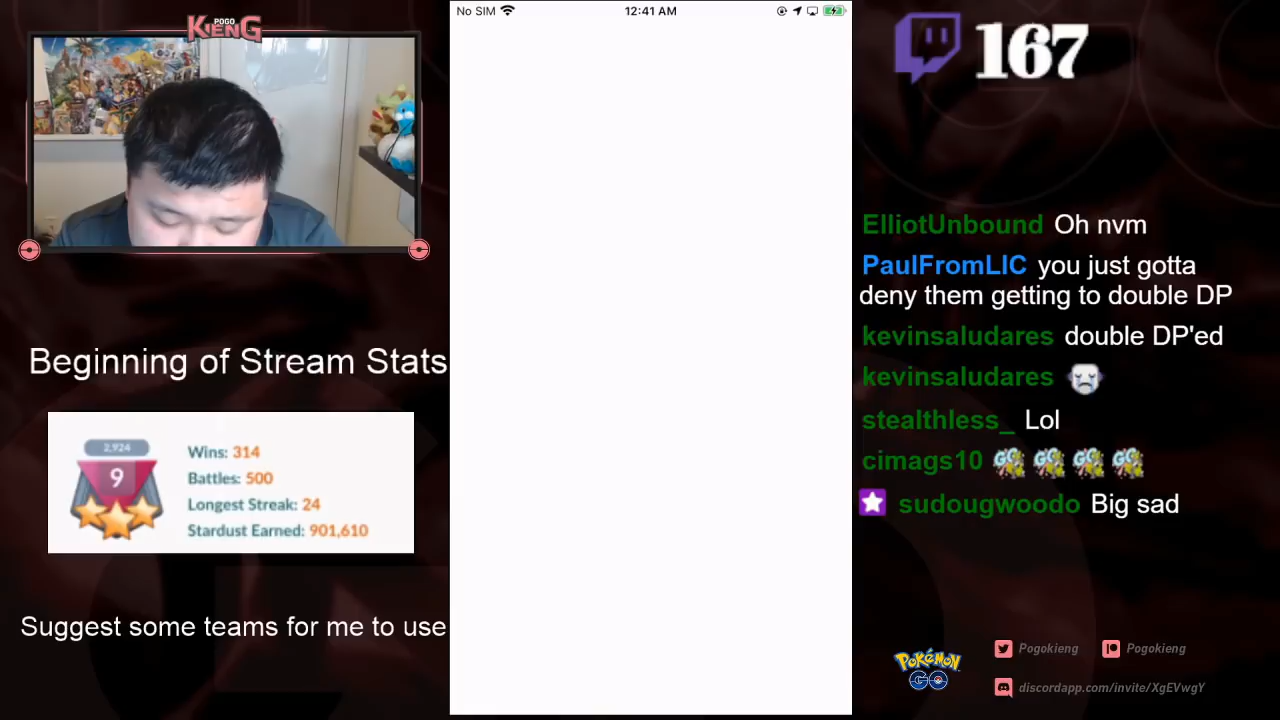 POGO
KIENG
No SIM
12:41 AM
167
ElliotUnbound Oh nvm
PaulFromLIC you just gotta
deny them getting to double DP
kevinsaludares double DP'ed
kevinsaludares
stealthless_ Lol
cimags10
sudougwoodo Big sad
Beginning of Stream Stats
2,924
9
Wins: 314
Battles: 500
Longest Streak: 24
Stardust Earned: 901,610
Suggest some teams for me to use
POKÉMON
GO
Pogokieng
Pogokieng
discordapp.com/invite/XgEVwgY